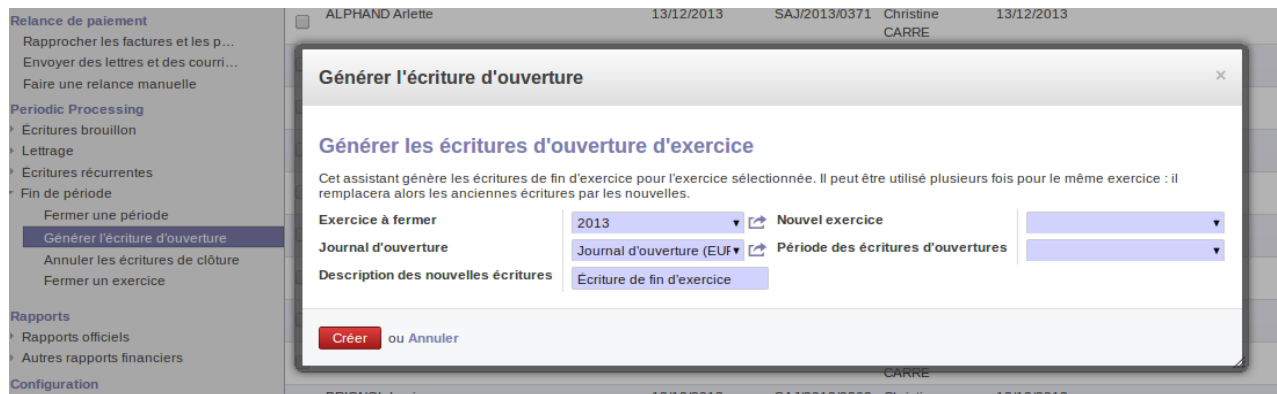 Relance de paiement
Rapprocher les factures et les p...
Envoyer des lettres et des courri...
Faire une relance manuelle
Periodic Processing
Écritures brouillon
Lettrage
Écritures récurrentes
Fin de période
Fermer une période
Générer l'écriture d'ouverture
Annuler les écritures de clôture
Fermer un exercice
Rapports
Rapports officiels
Autres rapports financiers
Configuration
ALPHAND Arlette 13/12/2013 SAJ/2013/0371 Christine 13/12/2013
CARRE
Générer l'écriture d'ouverture ×
Générer les écritures d'ouverture d'exercice
Cet assistant génère les écritures de fin d'exercice pour l'exercice sélectionnée. Il peut être utilisé plusieurs fois pour le même exercice : il
remplacera alors les anciennes écritures par les nouvelles.
Exercice à fermer 2013 Nouvel exercice
Journal d'ouverture Journal d'ouverture (EUF Période des écritures d'ouvertures
Description des nouvelles écritures Écriture de fin d'exercice
Créer ou Annuler
CARRE